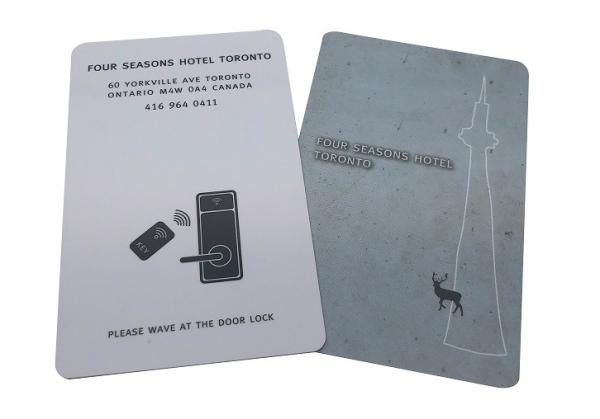 FOUR SEASONS HOTEL TORONTO
60 YORKVILLE AVE TORONTO
ONTARIO M4W 0A4 CANADA
416 964 0411
KEY
PLEASE WAVE AT THE DOOR LOCK
FOUR SEASONS HOTEL
TORONTO